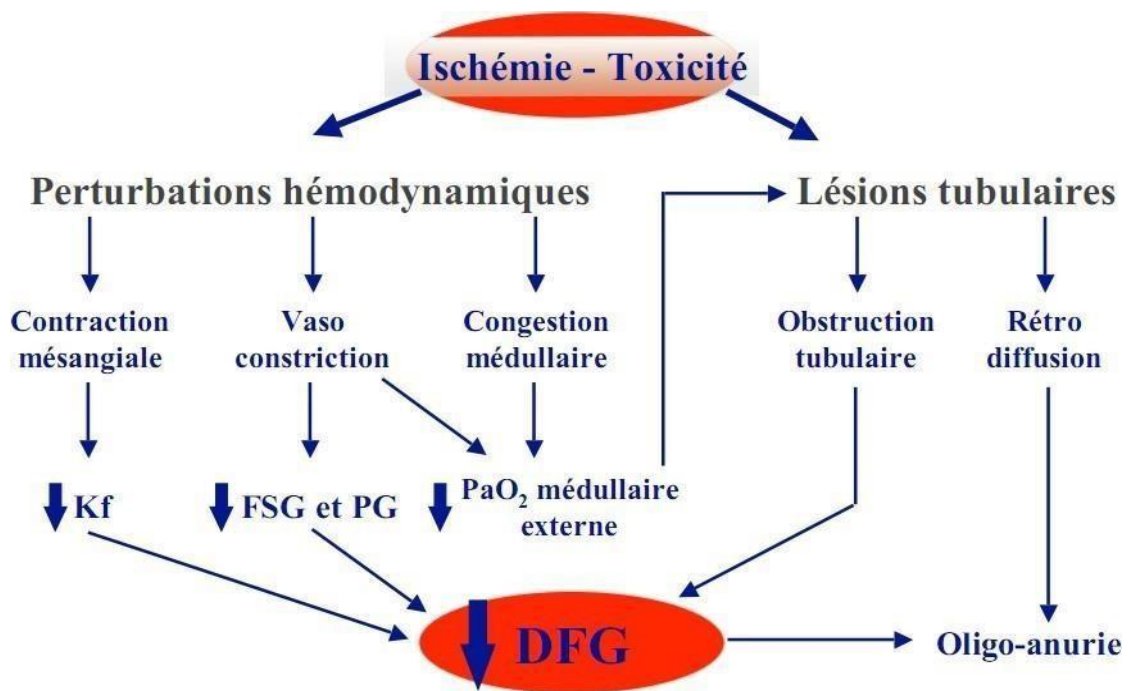 Ischémie - Toxicité
Perturbations hémodynamiques
Lésions tubulaires
Contraction
mésangiale
Vaso
constriction
Congestion
médullaire
Obstruction
tubulaire
Rétro
diffusion
Kf
FSG et PG
PaO₂ médullaire
externe
DFG
Oligo-anurie